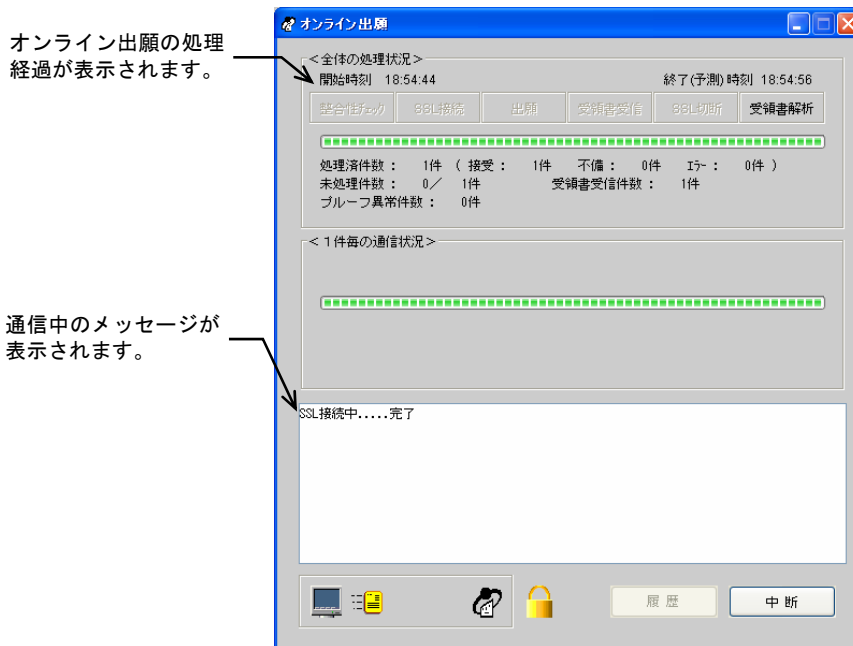 オンライン出願
オンライン出願の処理
経過が表示されます。
＜全体の処理状況＞
開始時刻 18:54:44 終了(予測)時刻 18:54:56
整合性ﾁｪｯｸ SSL接続 出願 受領書受信 SSL切断 受領書解析
処理済件数： 1件 （ 接受： 1件 不備： 0件 ｴﾗｰ： 0件 ）
未処理件数： 0／ 1件 受領書受信件数： 1件
プルーフ異常件数： 0件
＜１件毎の通信状況＞
通信中のメッセージが
表示されます。
SSL接続中.....完了
履歴 中断